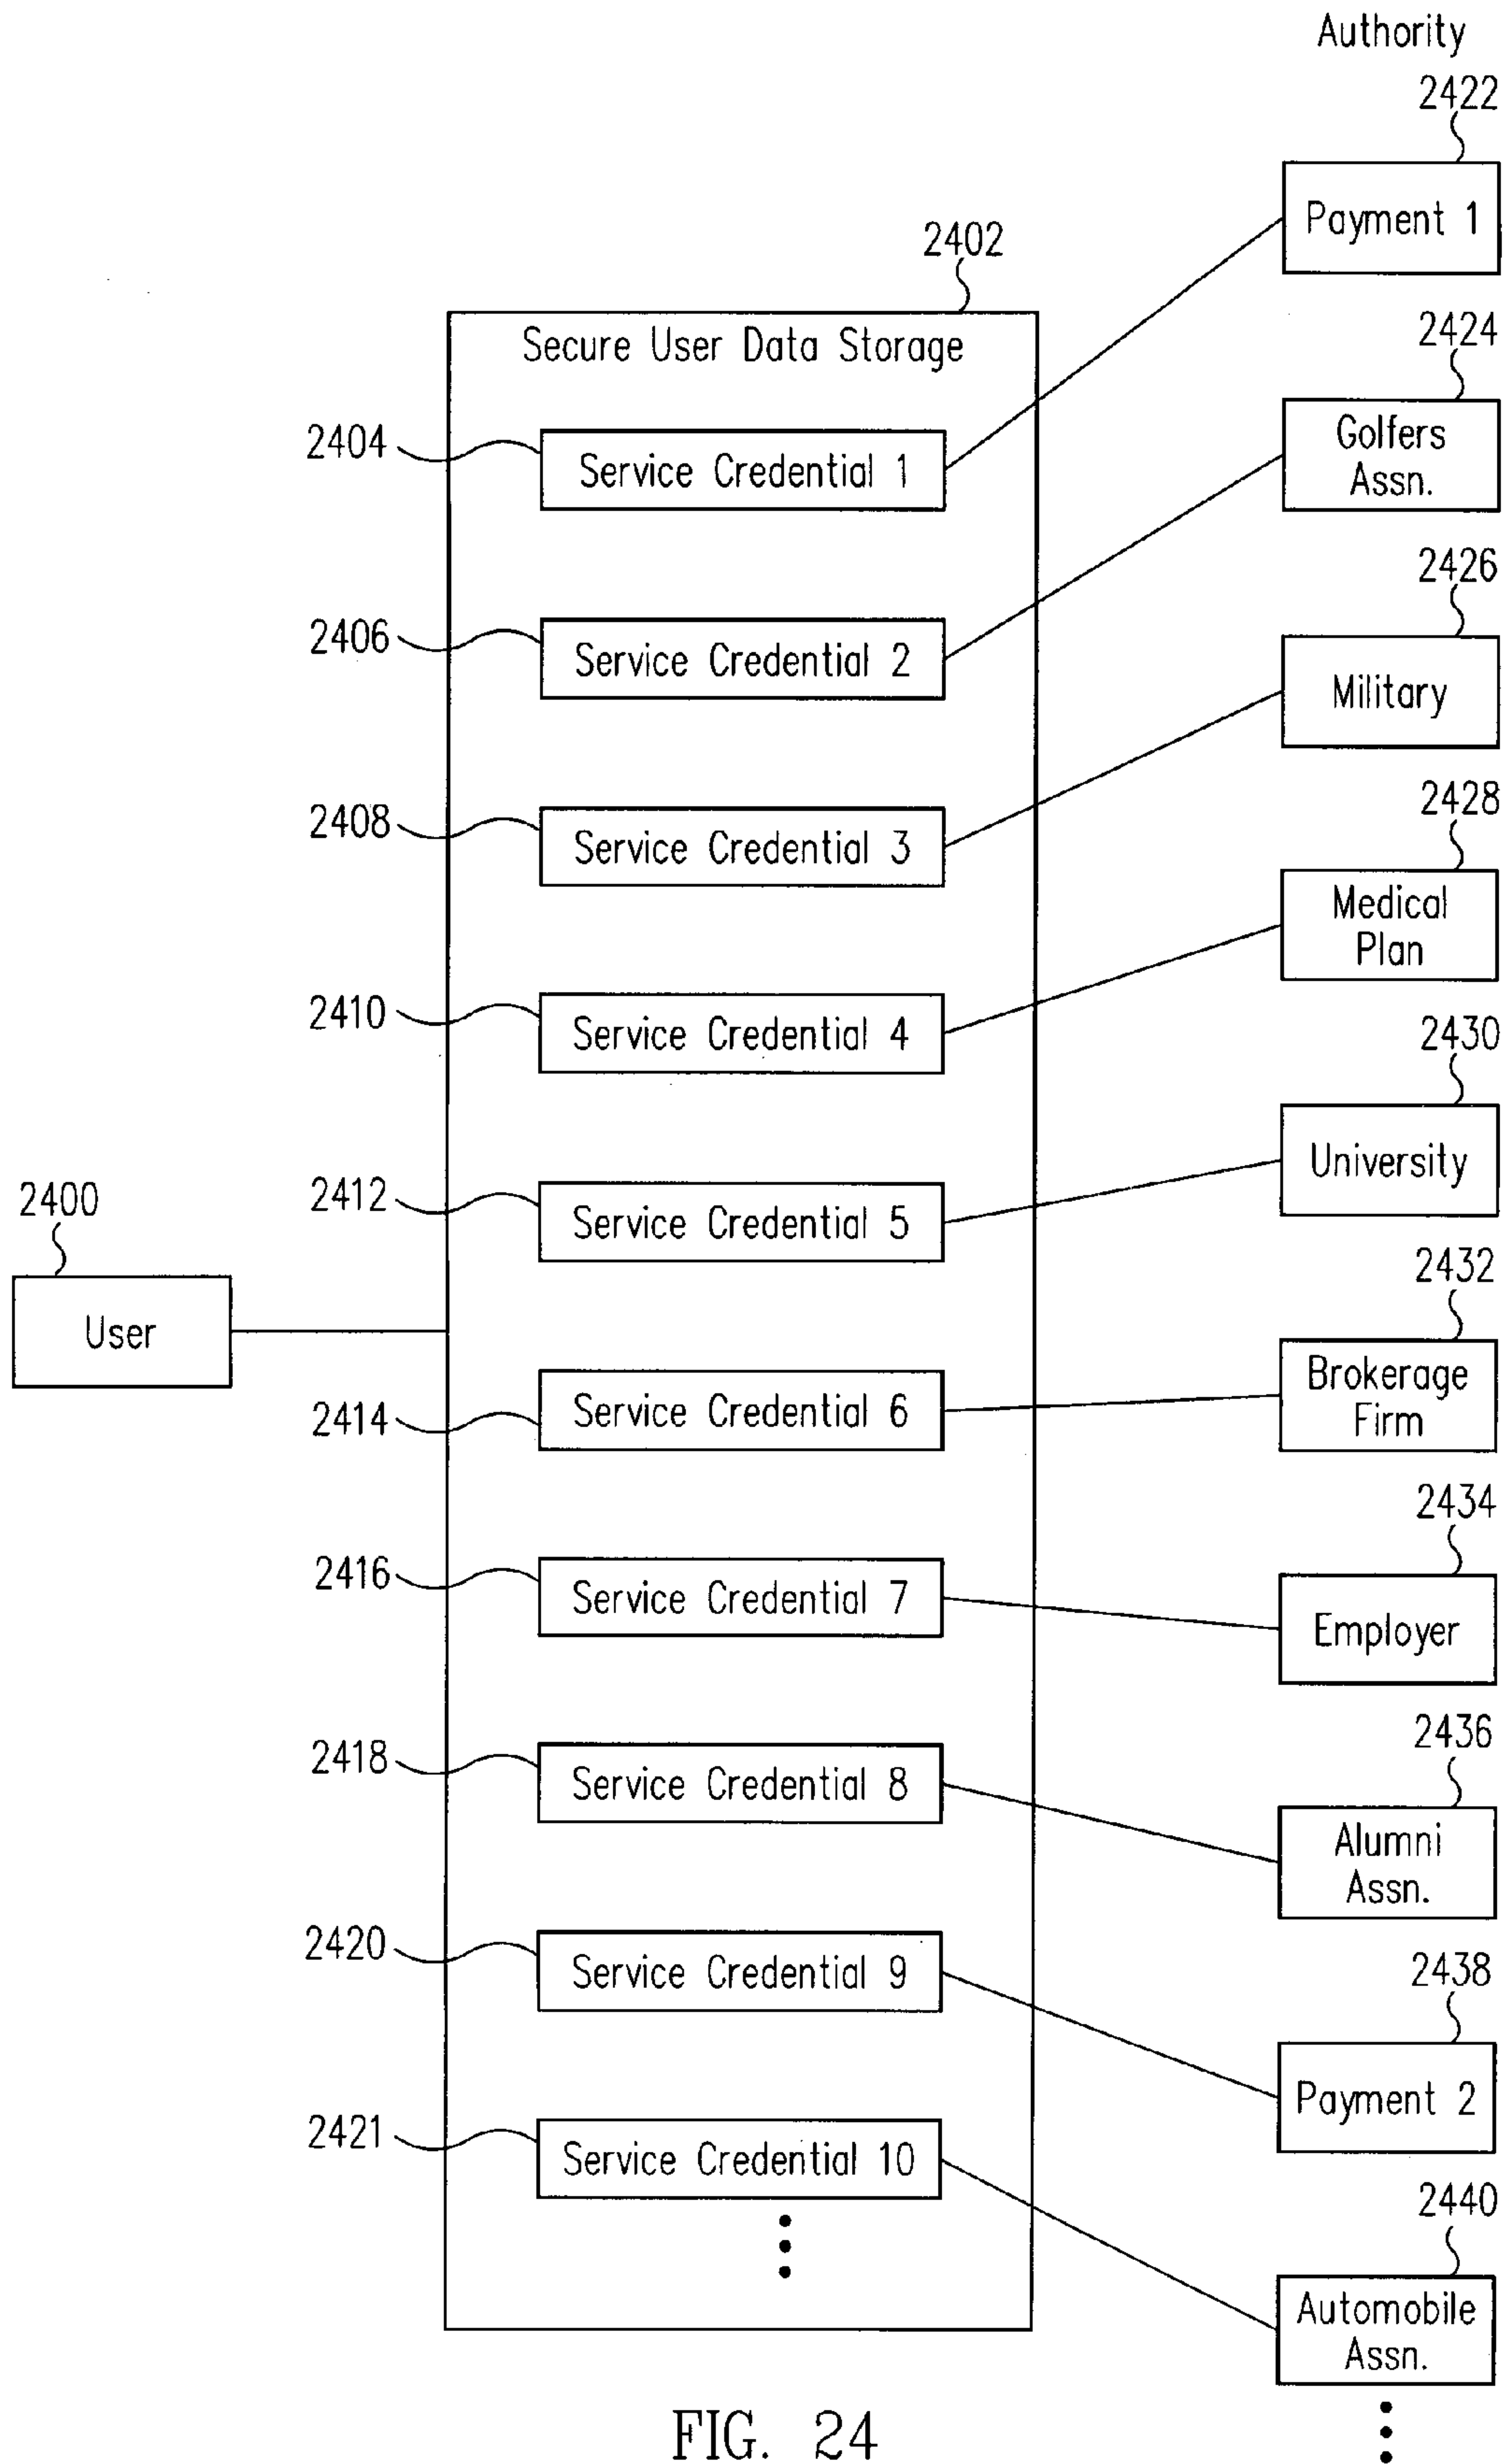 Authority
2422
Payment 1
2402
2424
Secure User Data Storage
Golfers
Assn.
2404
Service Credential 1
2426
2406
Service Credential 2
Military
2408
Service Credential 3
2428
Medical
Plan
2410
Service Credential 4
2430
University
2400
2412
Service Credential 5
2432
User
Brokerage
Firm
2414
Service Credential 6
2434
2416
Service Credential 7
Employer
2436
2418
Service Credential 8
Alumni
Assn.
2420
Service Credential 9
2438
Payment 2
2421
Service Credential 10
2440
Automobile
Assn.
FIG. 24